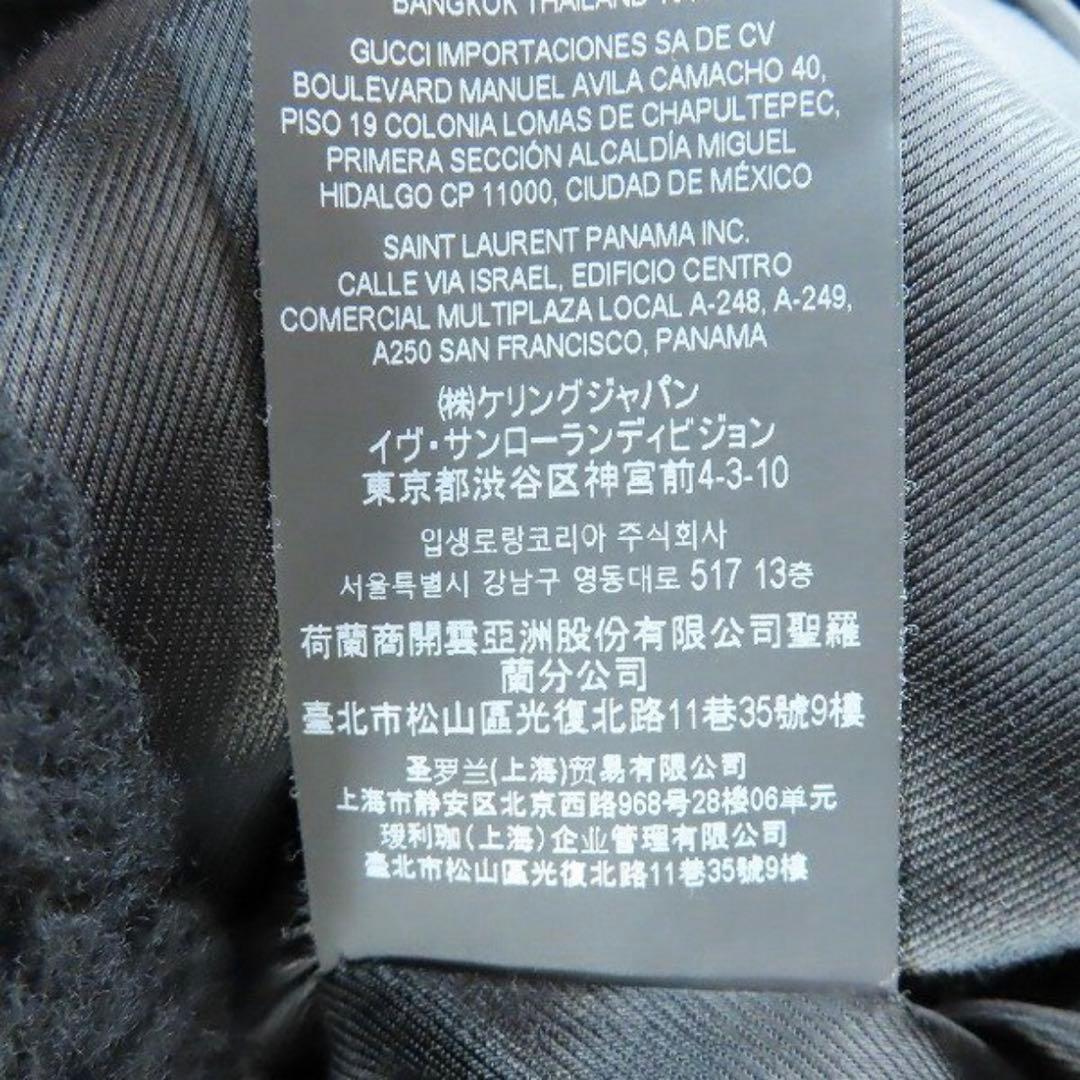 BANGKOK THAILAND
GUCCI IMPORTACIONES SA DE CV
BOULEVARD MANUEL AVILA CAMACHO 40,
PISO 19 COLONIA LOMAS DE CHAPULTEPEC,
PRIMERA SECCIÓN ALCALDÍA MIGUEL
HIDALGO CP 11000, CIUDAD DE MÉXICO
SAINT LAURENT PANAMA INC.
CALLE VIA ISRAEL, EDIFICIO CENTRO
COMERCIAL MULTIPLAZA LOCAL A-248, A-249,
A250 SAN FRANCISCO, PANAMA
㈱ケリングジャパン
イヴ・サンローランディビジョン
東京都渋谷区神宮前4-3-10
입생로랑코리아 주식회사
서울특별시 강남구 영동대로 517 13층
荷蘭商開雲亞洲股份有限公司聖羅
蘭分公司
臺北市松山區光復北路11巷35號9樓
圣罗兰(上海)贸易有限公司
上海市静安区北京西路968号28楼06单元
瑷利珈(上海)企业管理有限公司
臺北市松山區光復北路11巷35號9樓